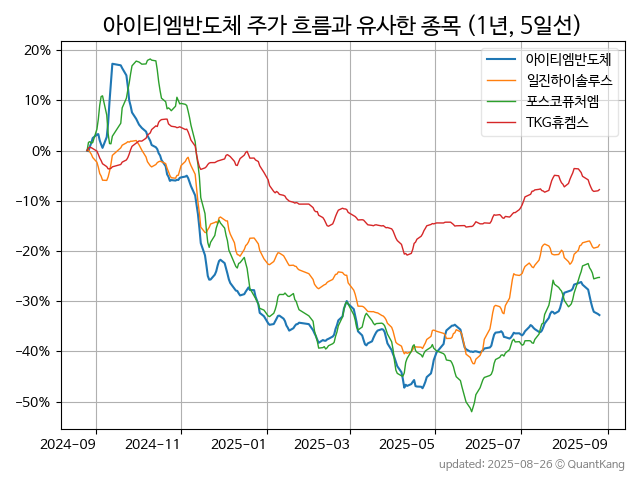 아이티엠반도체 주가 흐름과 유사한 종목 (1년, 5일선)
아이티엠반도체
일진하이솔루스
포스코퓨처엠
TKG휴켐스
20%
10%
0%
-10%
-20%
-30%
-40%
-50%
2024-09
2024-11
2025-01
2025-03
2025-05
2025-07
2025-09
updated: 2025-08-26 © QuantKang